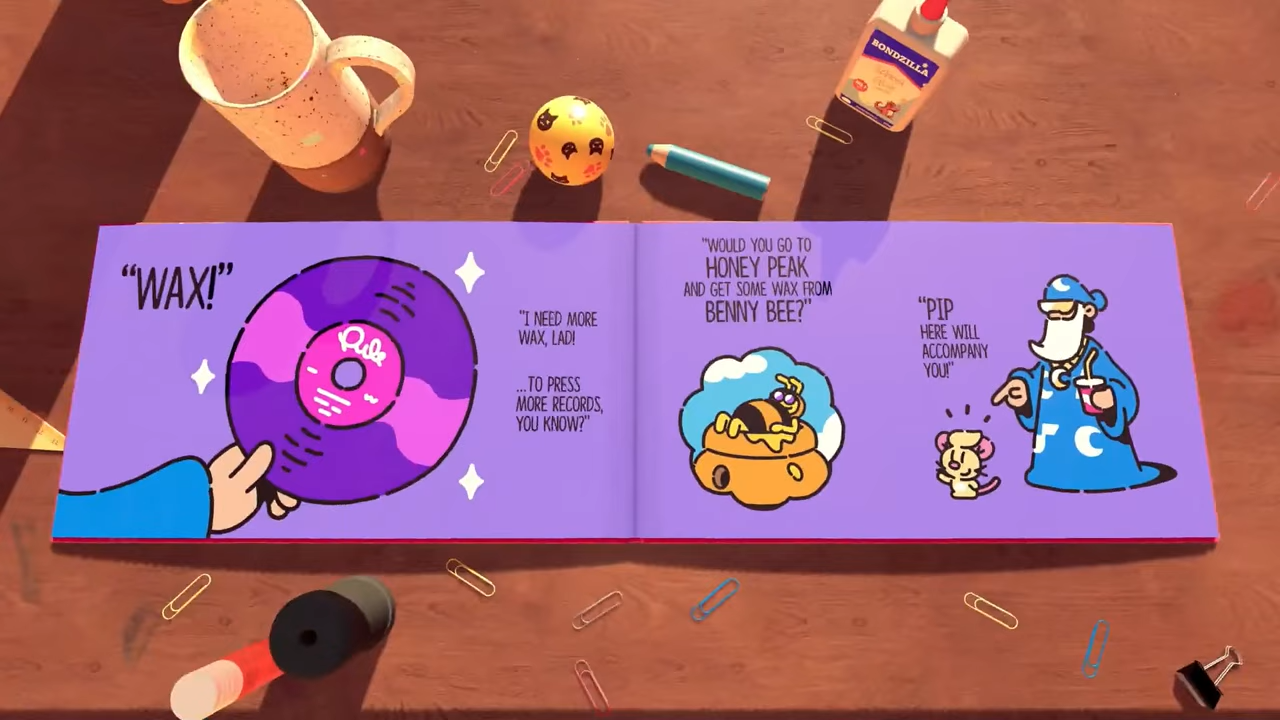 BONDZILLA
"WAX!"
"I NEED MORE
WAX, LAD!
...TO PRESS
MORE RECORDS,
YOU KNOW?"
"WOULD YOU GO TO
HONEY PEAK
AND GET SOME WAX FROM
BENNY BEE?"
"PIP
HERE WILL
ACCOMPANY
YOU!"